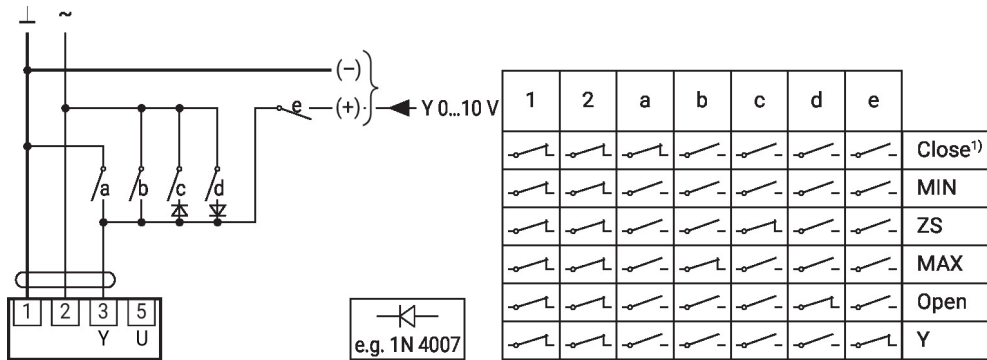 ⊥ ~
(–)
e (+) Y 0...10 V
a b c d
1 2 3 5
Y U
e.g. 1N 4007
1 2 a b c d e
Close¹⁾
MIN
ZS
MAX
Open
Y